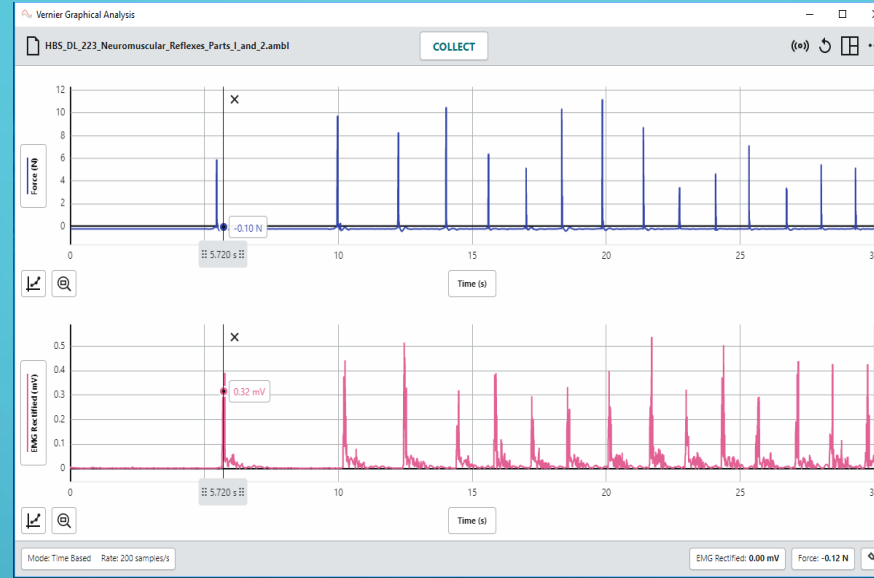 Vernier Graphical Analysis
HBS_DL_223_Neuromuscular_Reflexes_Parts_I_and_2.ambl
COLLECT
Force (N)
12
10
8
6
4
2
0
-0.10 N
0
5.720 s
10
15
20
25
Time (s)
EMG Rectified (mV)
0.5
0.4
0.3
0.2
0.1
0
0.32 mV
0
5.720 s
10
15
20
25
Time (s)
Mode: Time Based Rate: 200 samples/s
EMG Rectified: 0.00 mV
Force: -0.12 N